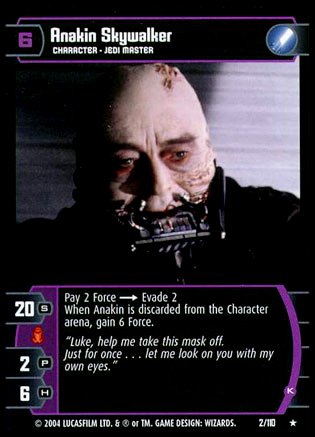 6 Anakin Skywalker
CHARACTER • JEDI MASTER
Pay 2 Force → Evade 2
When Anakin is discarded from the Character
arena, gain 6 Force.
"Luke, help me take this mask off.
Just for once . . . let me look on you with my
own eyes."
20 S
2 P
6 H
K
© 2004 LUCASFILM LTD. & ® or TM. GAME DESIGN: WIZARDS. 2/110 ★